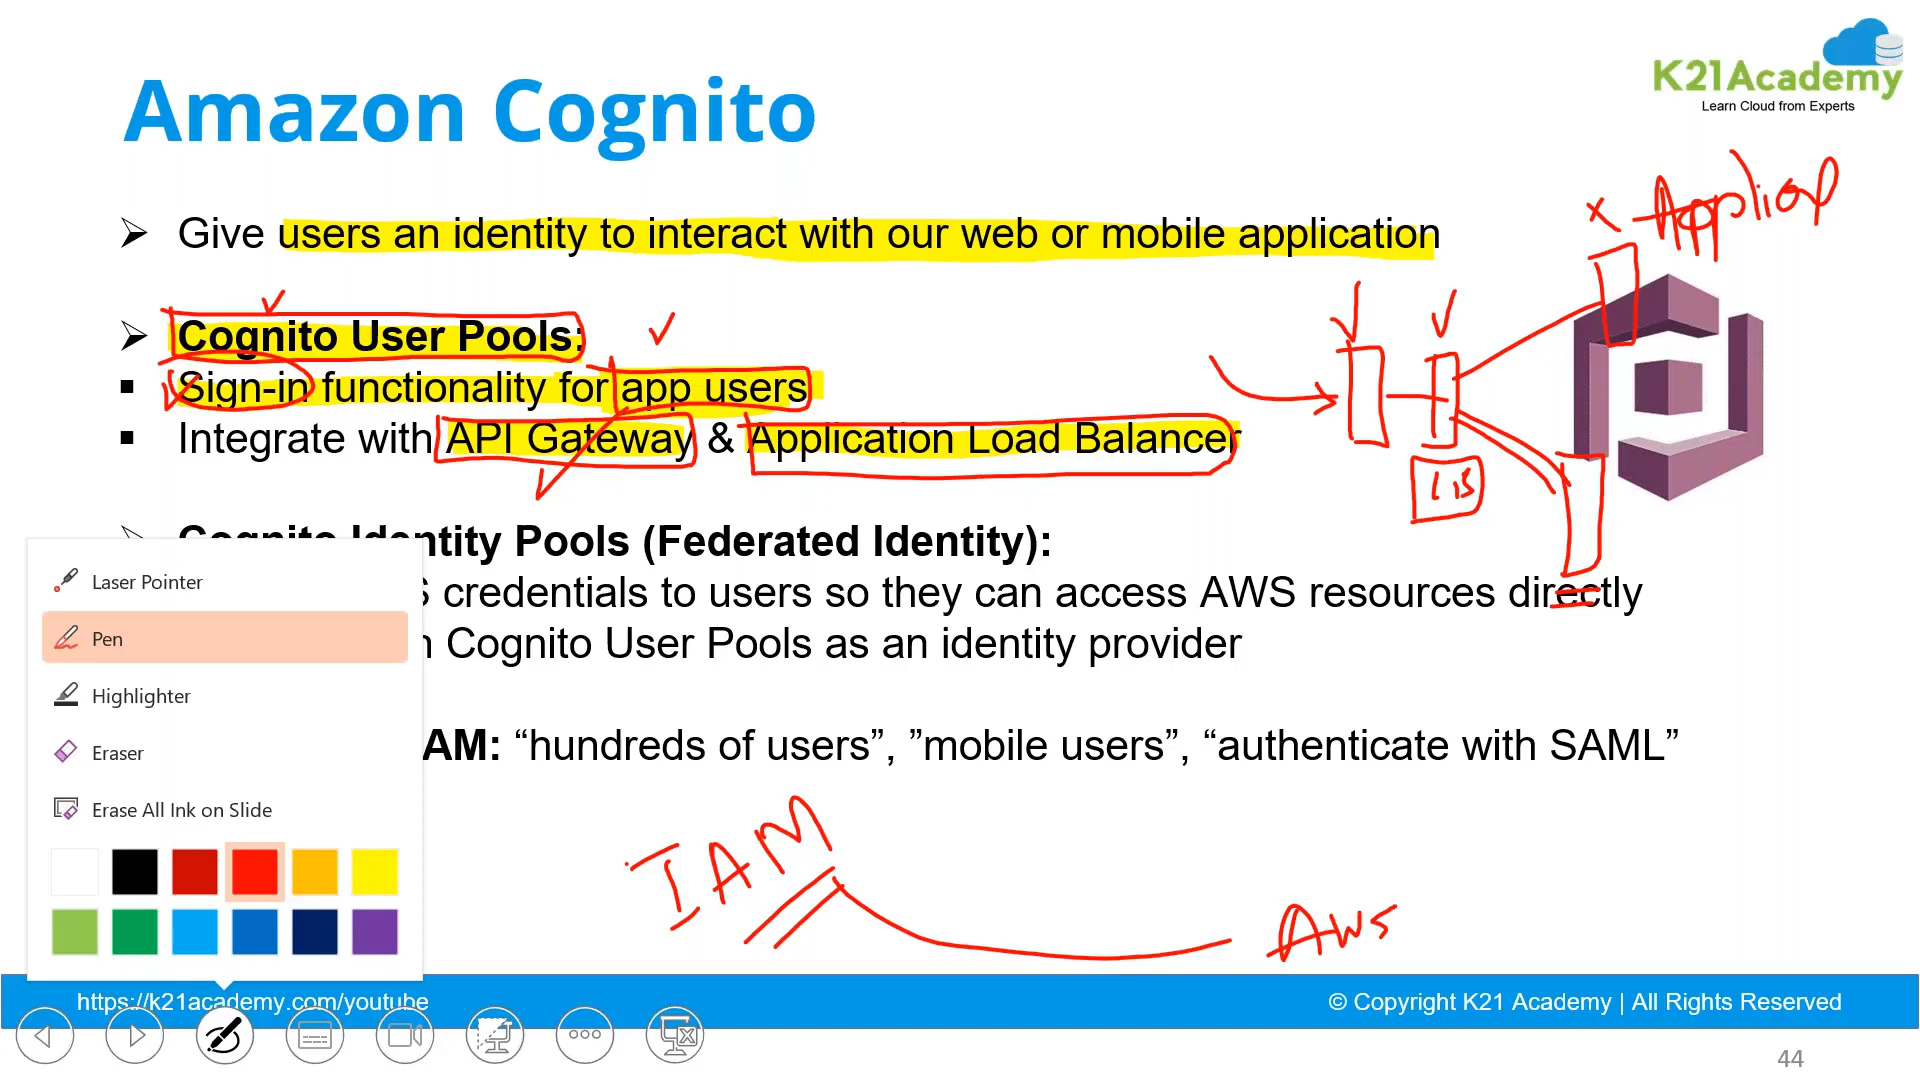 K21Academy
Learn Cloud from Experts
Amazon Cognito
Give users an identity to interact with our web or mobile application
Cognito User Pools:
Sign-in functionality for app users
Integrate with API Gateway & Application Load Balancer
Cognito Identity Pools (Federated Identity):
S credentials to users so they can access AWS resources directly
Cognito User Pools as an identity provider
AM: “hundreds of users”, ”mobile users”, “authenticate with SAML”
IAM
AWS
Laser Pointer
Pen
Highlighter
Eraser
Erase All Ink on Slide
https://k21academy.com/youtube
© Copyright K21 Academy | All Rights Reserved
44